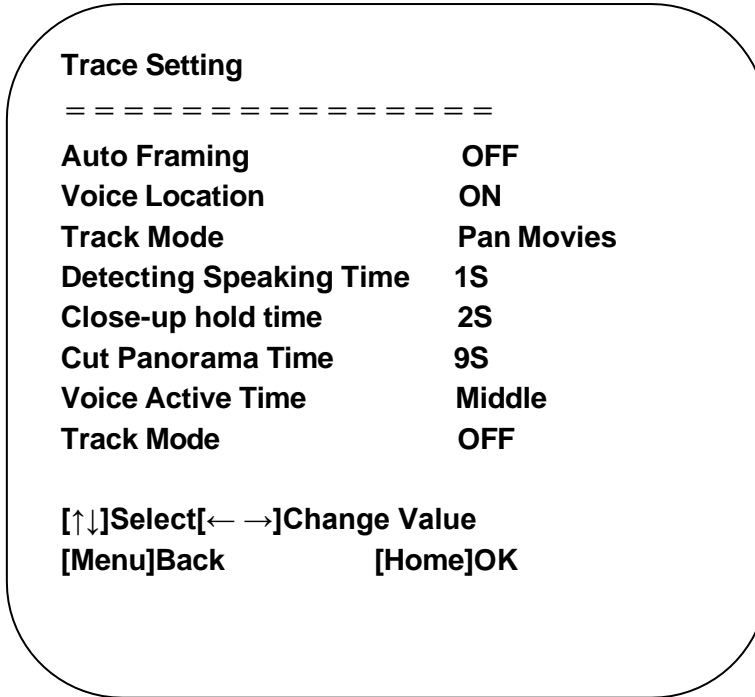 Trace Setting
===============
Auto Framing OFF
Voice Location ON
Track Mode Pan Movies
Detecting Speaking Time 1S
Close-up hold time 2S
Cut Panorama Time 9S
Voice Active Time Middle
Track Mode OFF
[↑↓]Select[← →]Change Value
[Menu]Back [Home]OK